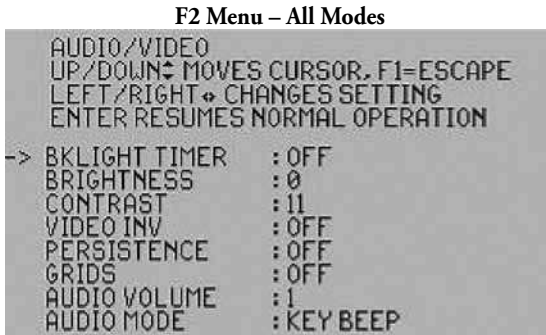 F2 Menu – All Modes
AUDIO/VIDEO
UP/DOWN↕ MOVES CURSOR, F1=ESCAPE
LEFT/RIGHT↔ CHANGES SETTING
ENTER RESUMES NORMAL OPERATION
-> BKLIGHT TIMER :OFF
BRIGHTNESS :0
CONTRAST :11
VIDEO INV :OFF
PERSISTENCE :OFF
GRIDS :OFF
AUDIO VOLUME :1
AUDIO MODE :KEY BEEP